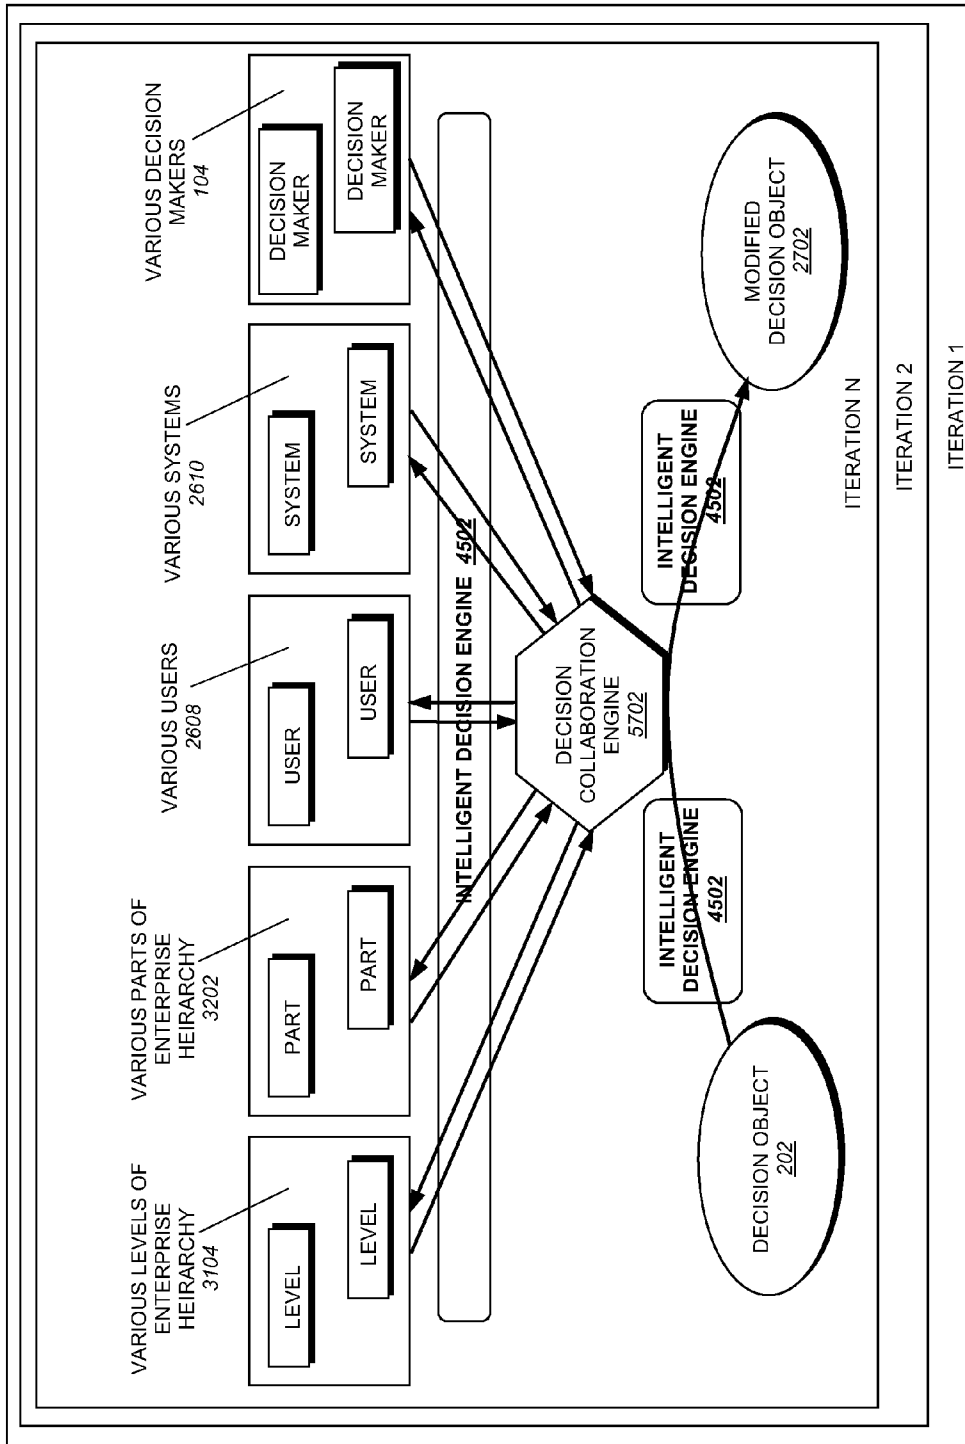 VARIOUS LEVELS OF
ENTERPRISE
HEIRARCHY
3104
VARIOUS PARTS OF
ENTERPRISE
HEIRARCHY
3202
VARIOUS USERS
2608
VARIOUS SYSTEMS
2610
VARIOUS DECISION
MAKERS
104
LEVEL
LEVEL
PART
PART
USER
USER
SYSTEM
SYSTEM
DECISION
MAKER
DECISION
MAKER
INTELLIGENT DECISION ENGINE 4502
DECISION
COLLABORATION
ENGINE
5702
INTELLIGENT
DECISION ENGINE
4502
INTELLIGENT
DECISION ENGINE
4502
DECISION OBJECT
202
MODIFIED
DECISION OBJECT
2702
ITERATION N
ITERATION 2
ITERATION 1